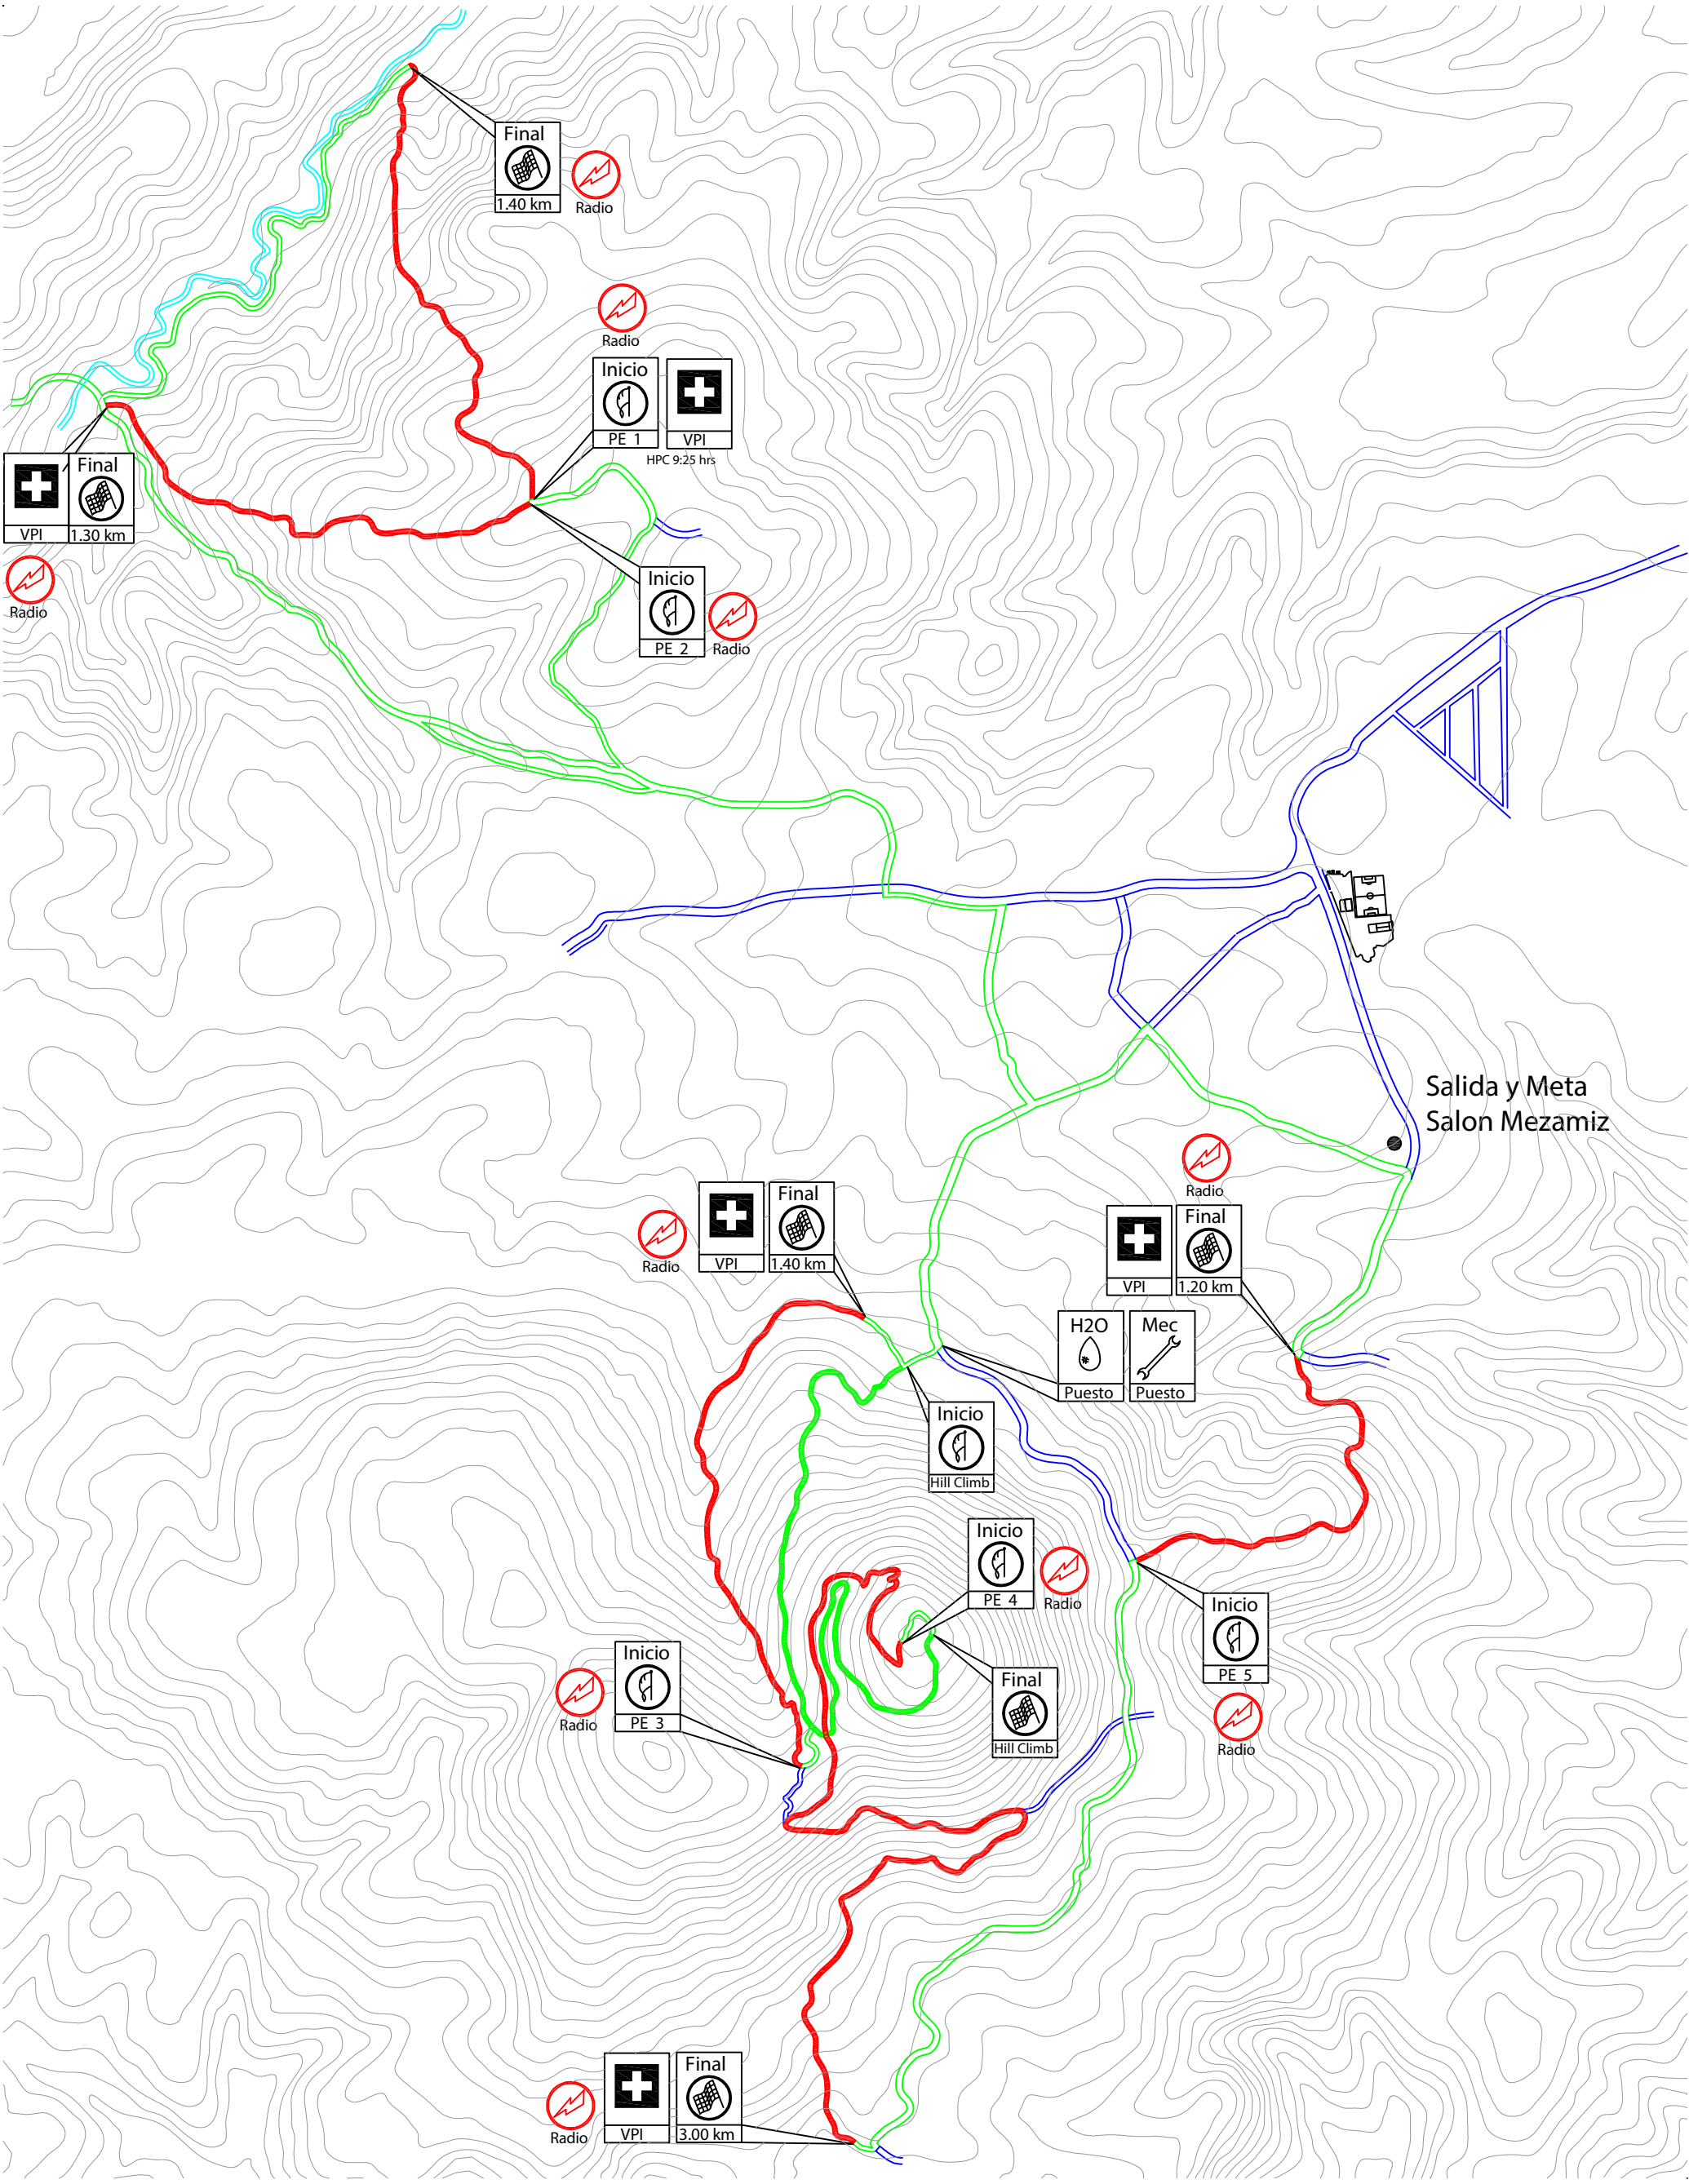 Final
1.40 km
Radio
Radio
Inicio
PE 1
VPI
HPC 9:25 hrs
VPI
Final
1.30 km
Radio
Inicio
PE 2
Radio
Salida y Meta
Salon Mezamiz
Radio
VPI
Final
1.40 km
Radio
VPI
Final
1.20 km
H2O
Puesto
Mec
Puesto
Inicio
Hill Climb
Inicio
PE 4
Radio
Inicio
PE 5
Radio
Inicio
PE 3
Radio
Final
Hill Climb
Radio
VPI
Final
3.00 km